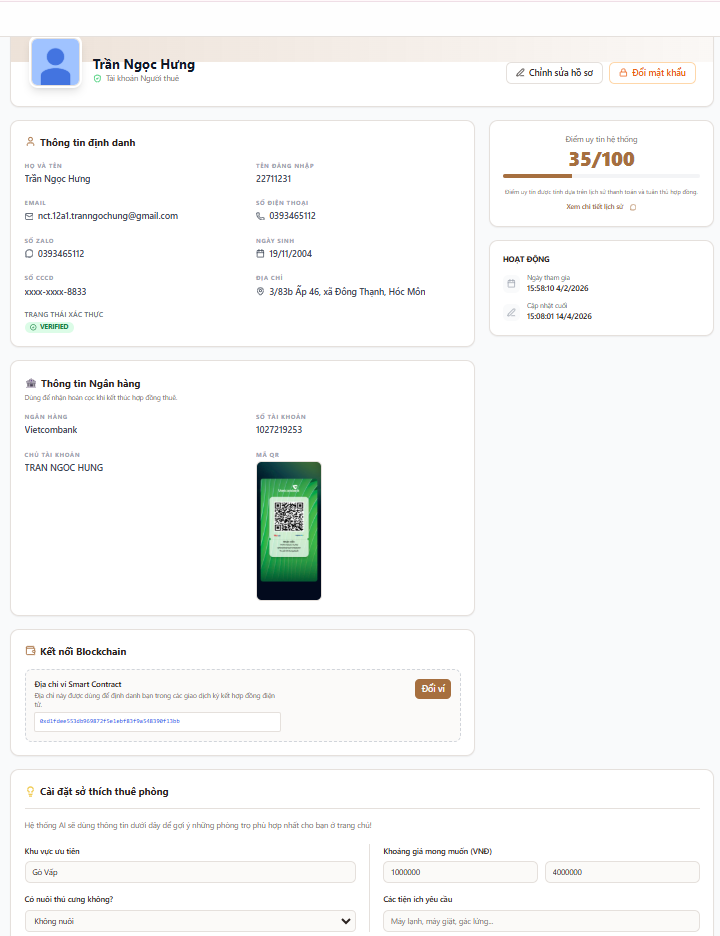 Trần Ngọc Hưng
Tài khoản Người thuê
Chỉnh sửa hồ sơ
Đổi mật khẩu
Thông tin định danh
HỌ VÀ TÊN
Trần Ngọc Hưng
TÊN ĐĂNG NHẬP
22711231
EMAIL
nct.12a1.tranngochung@gmail.com
SỐ ĐIỆN THOẠI
0393465112
SỐ ZALO
0393465112
NGÀY SINH
19/11/2004
SỐ CCCD
xxxx-xxxx-8833
ĐỊA CHỈ
3/83b Ấp 46, xã Đông Thạnh, Hóc Môn
TRẠNG THÁI XÁC THỰC
VERIFIED
Điểm uy tín hệ thống
35/100
Điểm uy tín được tính dựa trên lịch sử thanh toán và tuân thủ hợp đồng.
Xem chi tiết lịch sử
HOẠT ĐỘNG
Ngày tham gia
15:58:10 4/2/2026
Cập nhật cuối
15:08:01 14/4/2026
Thông tin Ngân hàng
Dùng để nhận hoàn cọc khi kết thúc hợp đồng thuê.
NGÂN HÀNG
Vietcombank
SỐ TÀI KHOẢN
1027219253
CHỦ TÀI KHOẢN
TRAN NGOC HUNG
MÃ QR
Kết nối Blockchain
Địa chỉ ví Smart Contract
Địa chỉ này được dùng để định danh bạn trong các giao dịch ký kết hợp đồng điện
tử.
Đổi ví
Cài đặt sở thích thuê phòng
Hệ thống AI sẽ dùng thông tin dưới đây để gợi ý những phòng trọ phù hợp nhất cho bạn ở trang chủ!
Khu vực ưu tiên
Gò Vấp
Khoảng giá mong muốn (VNĐ)
1000000
4000000
Có nuôi thú cưng không?
Không nuôi
Các tiện ích yêu cầu
Máy lạnh, máy giặt, gác lửng...